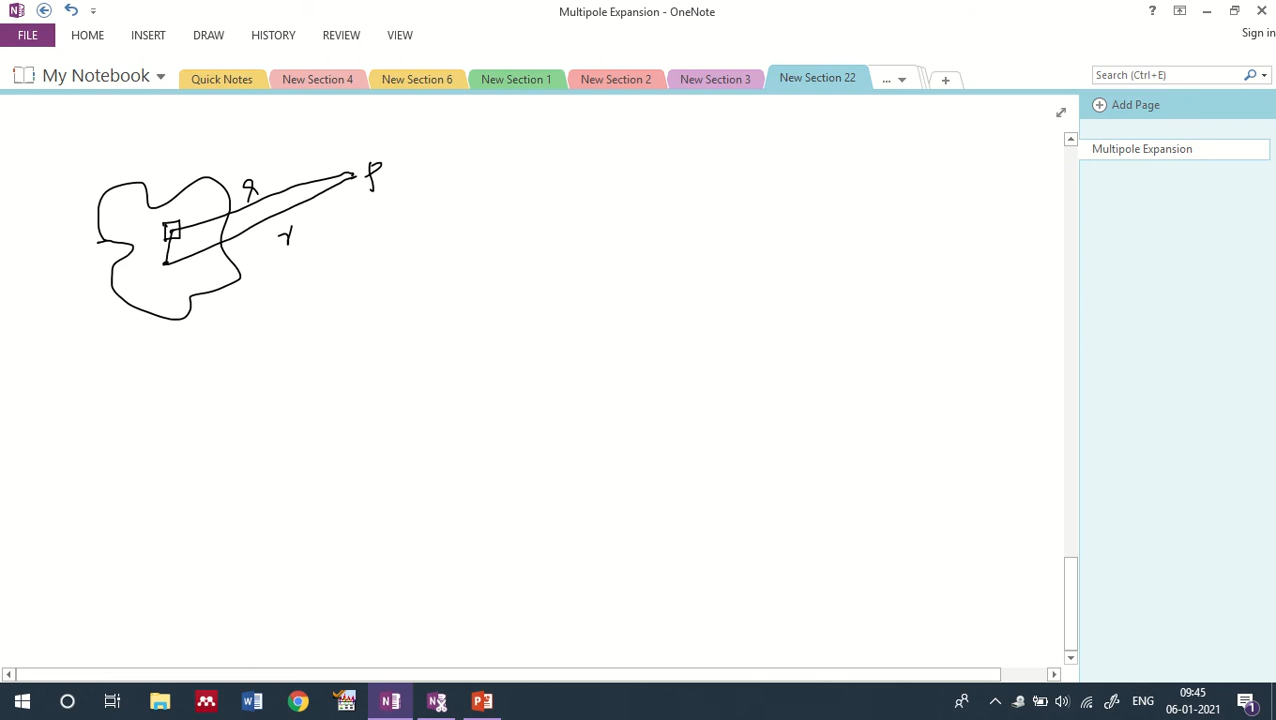 Multipole Expansion - OneNote
?
FILE HOME INSERT DRAW HISTORY REVIEW VIEW
Sign in
My Notebook Quick Notes New Section 4 New Section 6 New Section 1 New Section 2 New Section 3 New Section 22 ... +
Search (Ctrl+E)
Add Page
Multipole Expansion
P
r
ENG
09:45
06-01-2021
1